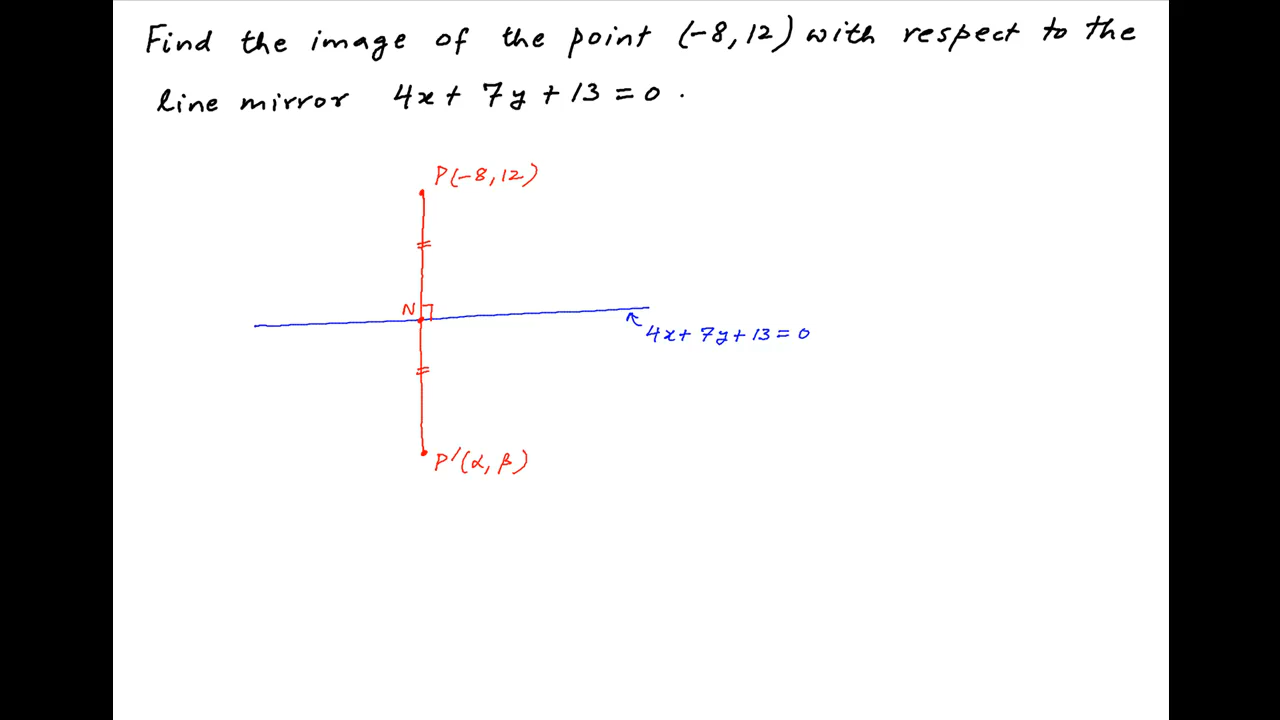 Find the image of the point (-8, 12) with respect to the
line mirror 4x + 7y + 13 = 0.
P(-8, 12)
N
4x + 7y + 13 = 0
P'(α, β)